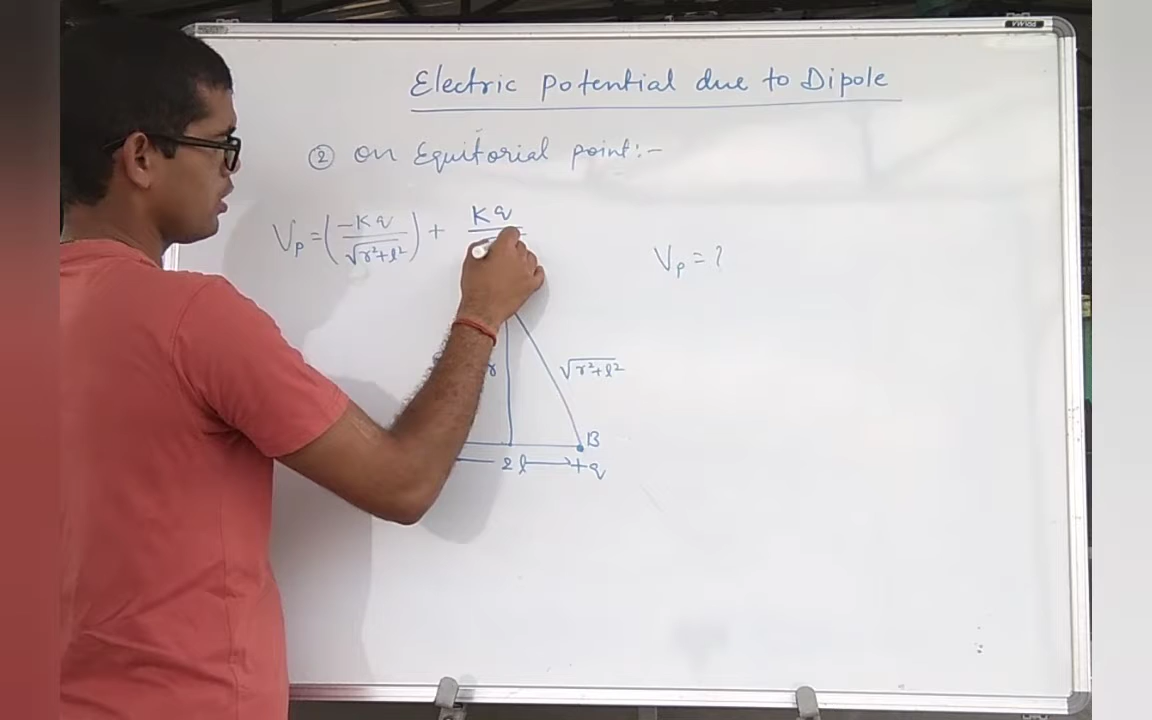 Electric Potential due to Dipole
② on Equitorial point:-
Vₚ = (-Kq/√r²+l²) + Kq
Vₚ = ?
r
√r²+l²
B
2l
+q